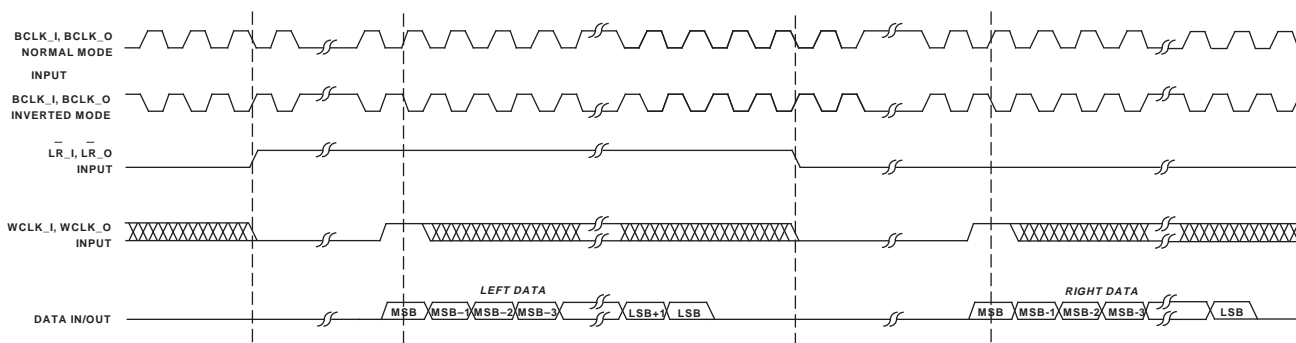 BCLK_I, BCLK_O
NORMAL MODE
INPUT
BCLK_I, BCLK_O
INVERTED MODE
LR_I, LR_O
INPUT
WCLK_I, WCLK_O
INPUT
LEFT DATA
RIGHT DATA
DATA IN/OUT
MSB MSB–1 MSB–2 MSB–3 LSB+1 LSB MSB MSB-1 MSB-2 MSB-3 LSB